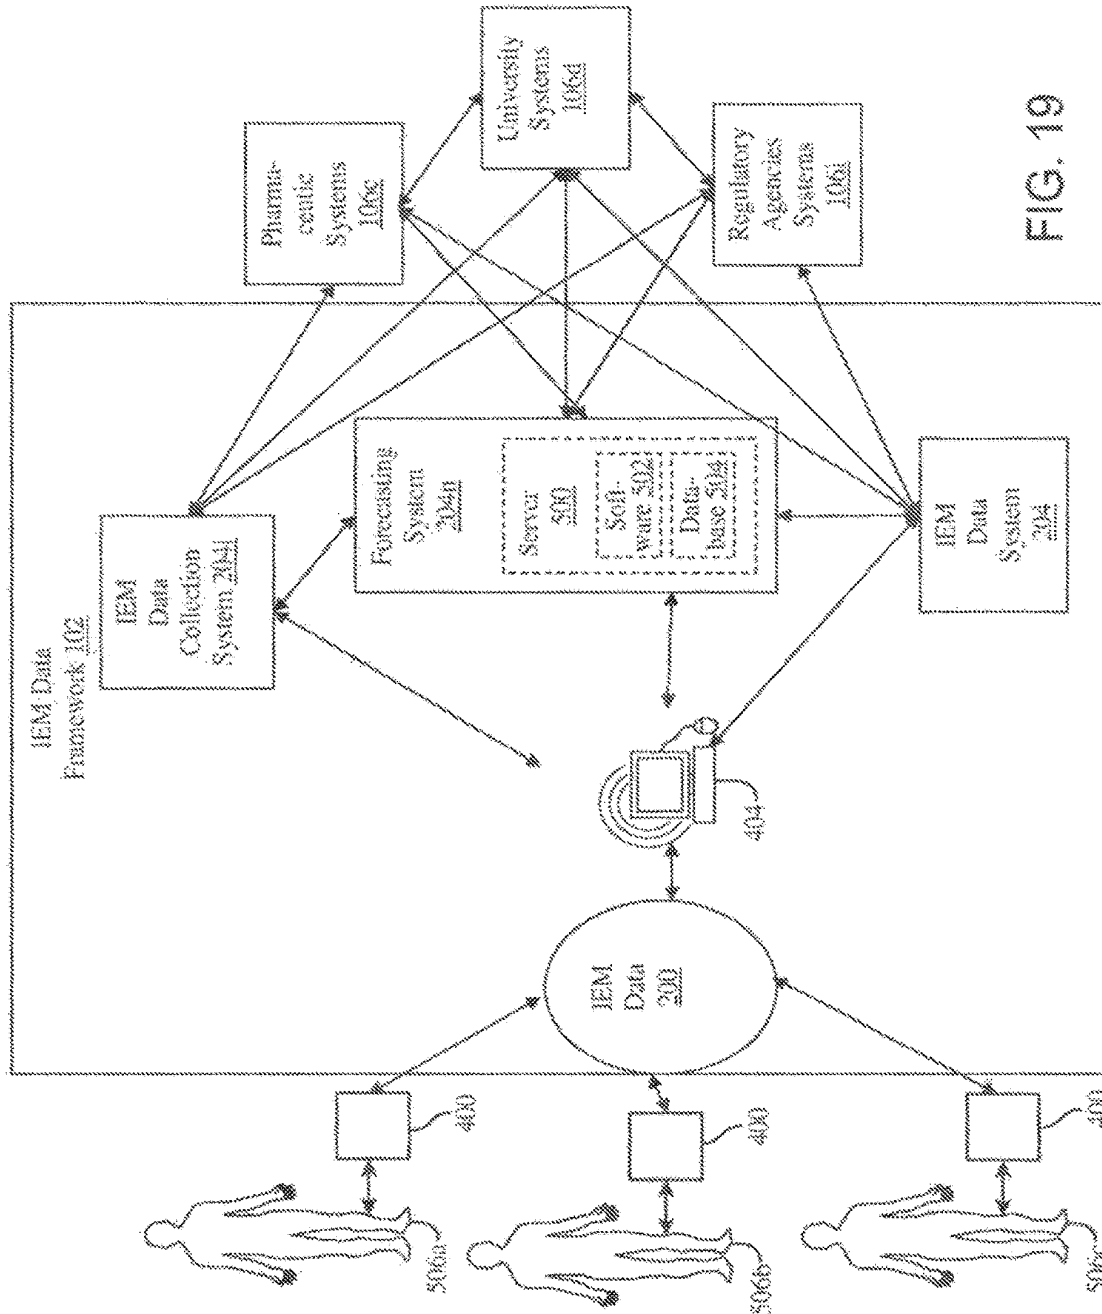 IEM Data
Framework 102
IEM
Data
Collection
System 204i
Forecasting
System
204n
Server
500
Soft-
ware 502
Data-
base 504
IEM
Data
System
204
Pharma-
ceutic
Systems
106c
University
Systems
106d
Regulatory
Agencies
Systems
106i
IEM
Data
200
404
400
400
400
506a
506b
506c
FIG. 19